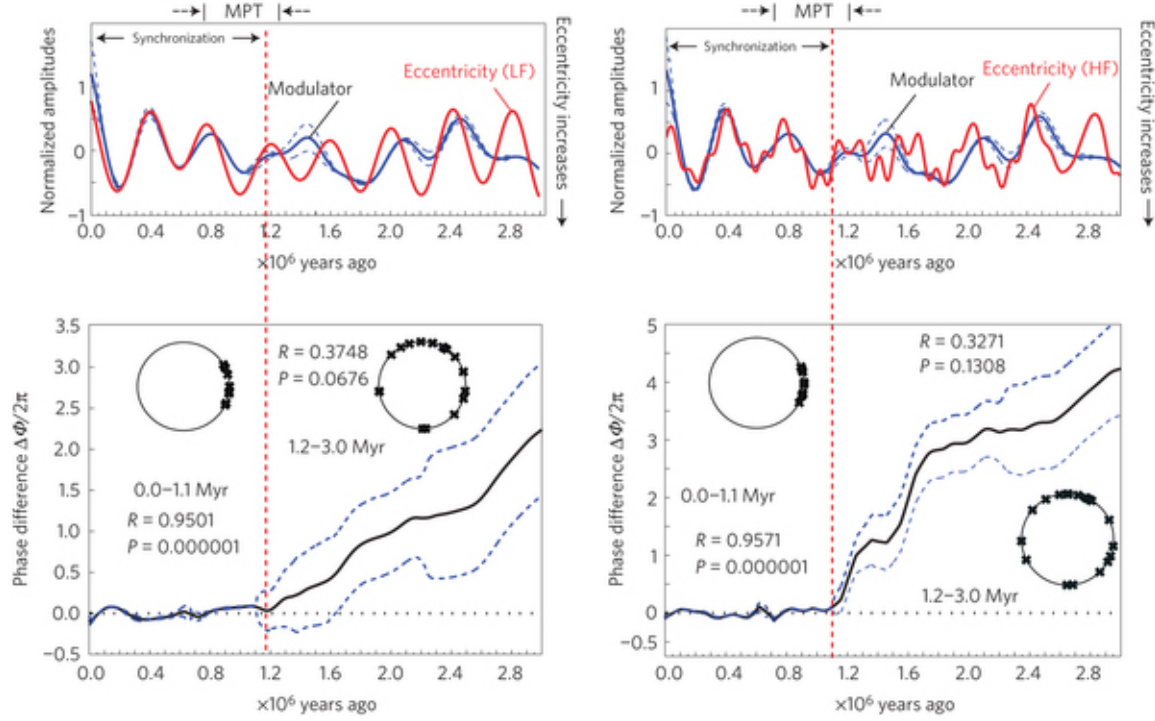 MPT
Synchronization
Eccentricity (LF)
Modulator
Normalized amplitudes
Eccentricity increases
1
0
−1
0.0 0.4 0.8 1.2 1.6 2.0 2.4 2.8
×10⁶ years ago
MPT
Synchronization
Eccentricity (HF)
Modulator
Normalized amplitudes
Eccentricity increases
1
0
−1
0.0 0.4 0.8 1.2 1.6 2.0 2.4 2.8
×10⁶ years ago
Phase difference ΔΦ/2π
3.5
3.0
2.5
2.0
1.5
1.0
0.5
0.0
−0.5
R = 0.3748
P = 0.0676
1.2–3.0 Myr
0.0–1.1 Myr
R = 0.9501
P = 0.000001
0.0 0.4 0.8 1.2 1.6 2.0 2.4 2.8
×10⁶ years ago
Phase difference ΔΦ/2π
5
4
3
2
1
0
−0.5
R = 0.3271
P = 0.1308
0.0–1.1 Myr
R = 0.9571
P = 0.000001
1.2–3.0 Myr
0.0 0.4 0.8 1.2 1.6 2.0 2.4 2.8
×10⁶ years ago